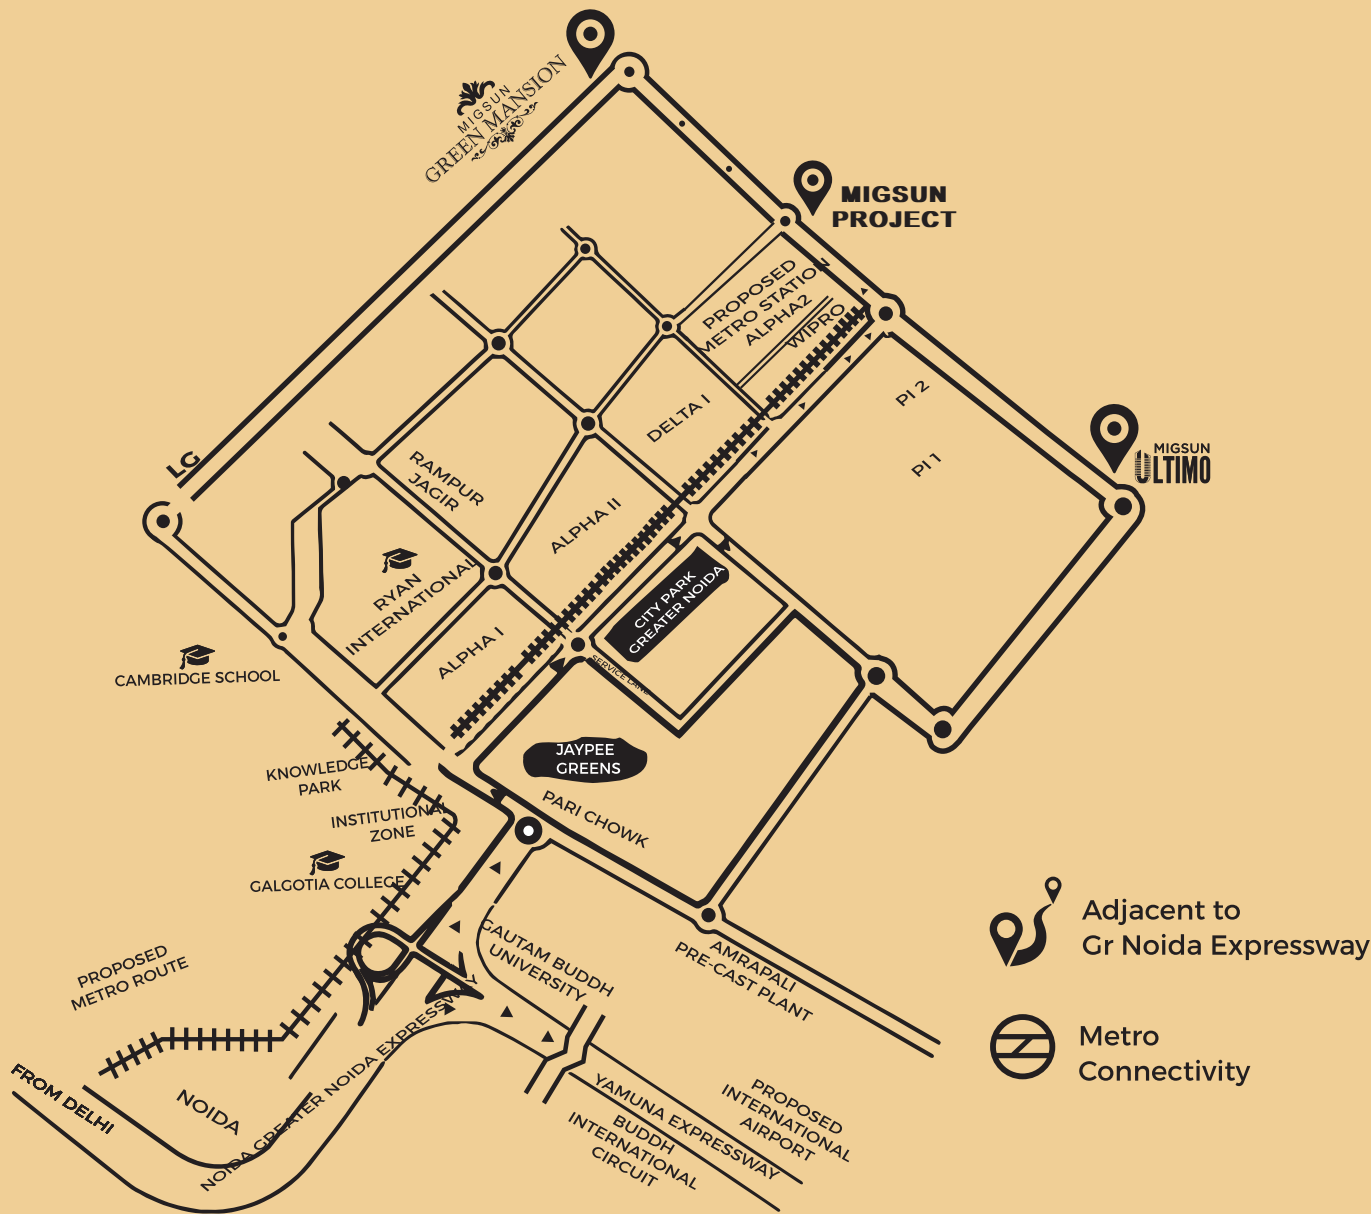 MIGSUN
GREEN MANSION
MIGSUN
PROJECT
PROPOSED
METRO STATION
ALPHA2
WIPRO
PI 2
PI 1
MIGSUN
ULTIMO
DELTA I
LG
RAMPUR
JAGIR
ALPHA II
RYAN
INTERNATIONAL
CITY PARK
GREATER NOIDA
ALPHA I
SERVICE LANE
CAMBRIDGE SCHOOL
JAYPEE
GREENS
KNOWLEDGE
PARK
PARI CHOWK
INSTITUTIONAL
ZONE
GALGOTIA COLLEGE
Adjacent to
Gr Noida Expressway
GAUTAM BUDDH
UNIVERSITY
AMRAPALI
PRE-CAST PLANT
PROPOSED
METRO ROUTE
Metro
Connectivity
NOIDA GREATER NOIDA EXPRESSWAY
FROM DELHI
NOIDA
YAMUNA EXPRESSWAY
PROPOSED
INTERNATIONAL
AIRPORT
BUDDH
INTERNATIONAL
CIRCUIT